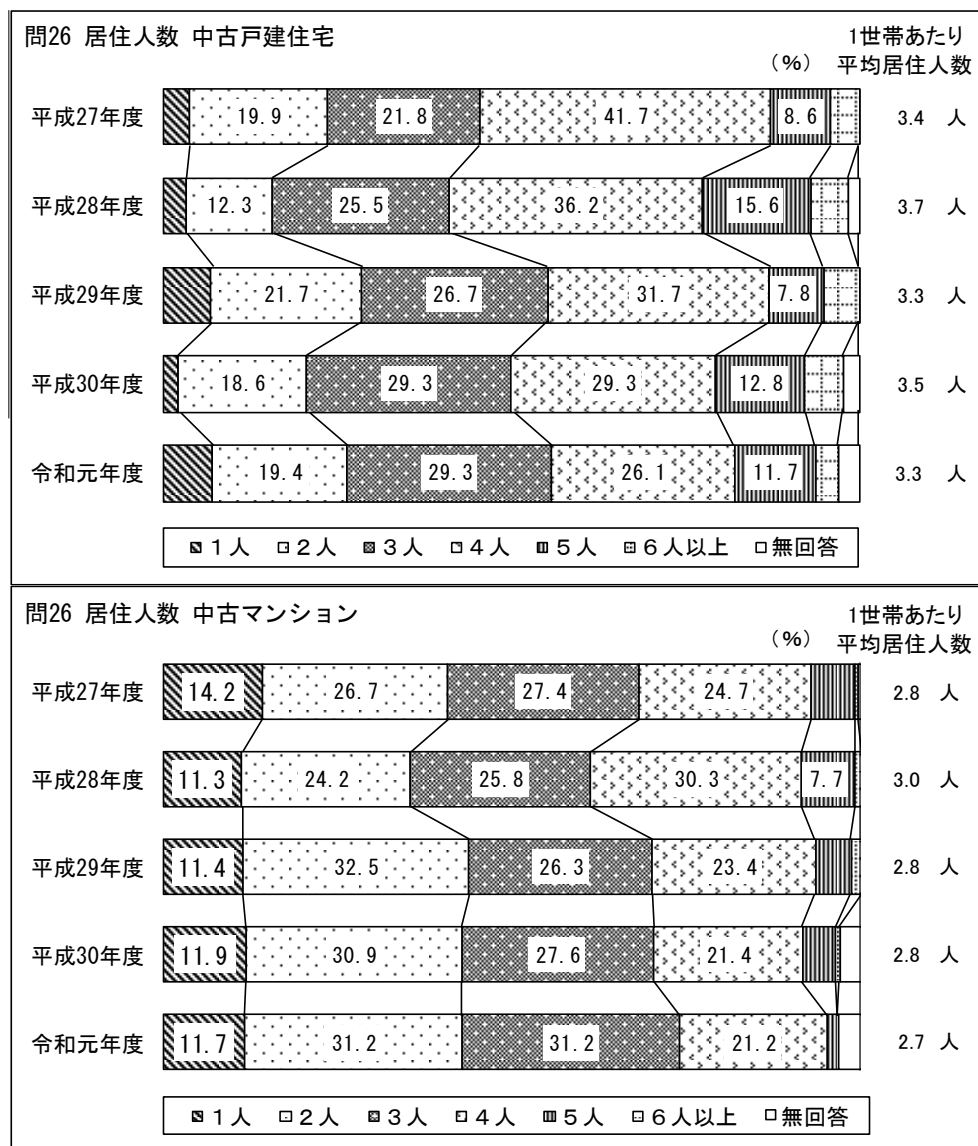 問26 居住人数 中古戸建住宅
1世帯あたり
(%) 平均居住人数
平成27年度 19.9 21.8 41.7 8.6 3.4 人
平成28年度 12.3 25.5 36.2 15.6 3.7 人
平成29年度 21.7 26.7 31.7 7.8 3.3 人
平成30年度 18.6 29.3 29.3 12.8 3.5 人
令和元年度 19.4 29.3 26.1 11.7 3.3 人
1人 2人 3人 4人 5人 6人以上 無回答
問26 居住人数 中古マンション
1世帯あたり
(%) 平均居住人数
平成27年度 14.2 26.7 27.4 24.7 2.8 人
平成28年度 11.3 24.2 25.8 30.3 7.7 3.0 人
平成29年度 11.4 32.5 26.3 23.4 2.8 人
平成30年度 11.9 30.9 27.6 21.4 2.8 人
令和元年度 11.7 31.2 31.2 21.2 2.7 人
1人 2人 3人 4人 5人 6人以上 無回答